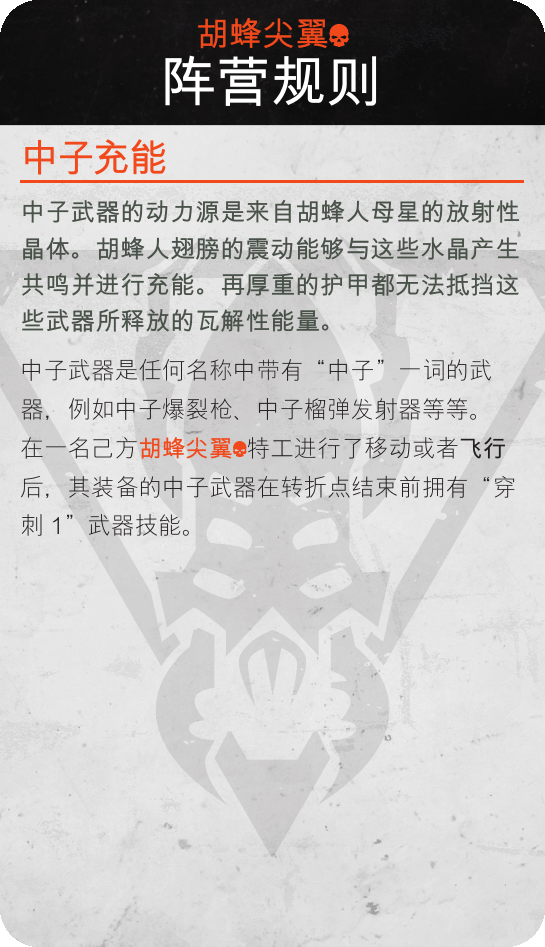 胡蜂尖翼
阵营规则
中子充能
中子武器的动力源是来自胡蜂人母星的放射性
晶体。胡蜂人翅膀的震动能够与这些水晶产生
共鸣并进行充能。再厚重的护甲都无法抵挡这
些武器所释放的瓦解性能量。
中子武器是任何名称中带有“中子”一词的武
器，例如中子爆裂枪、中子榴弹发射器等等。
在一名己方胡蜂尖翼特工进行了移动或者飞行
后，其装备的中子武器在转折点结束前拥有“穿
刺 1”武器技能。